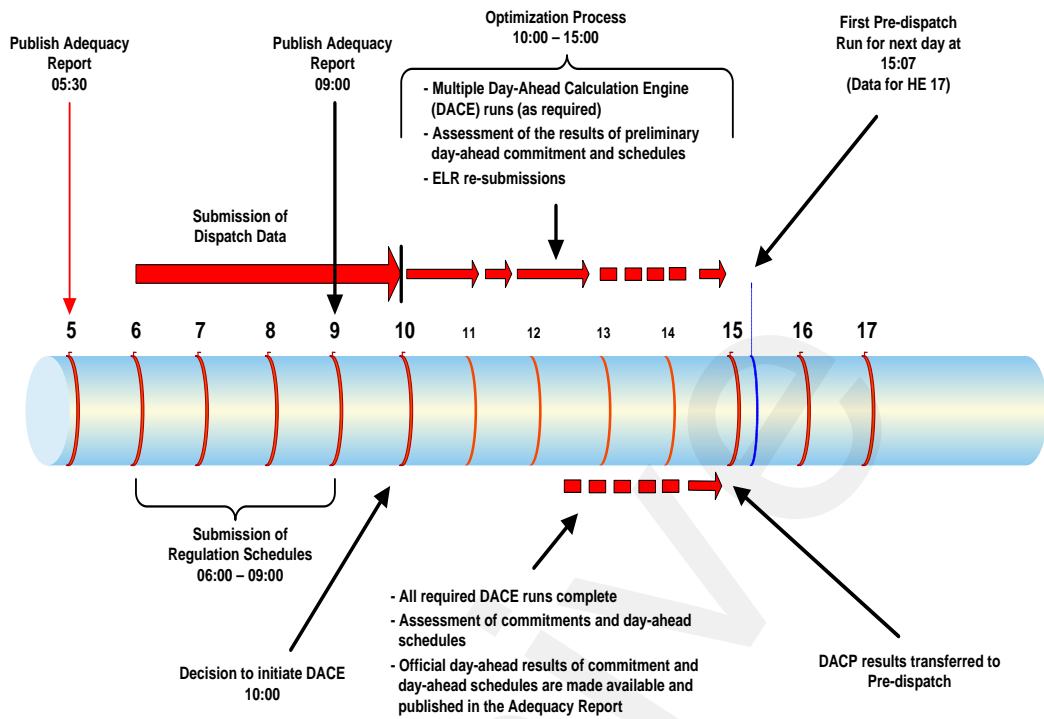 Publish Adequacy
Report
05:30
Publish Adequacy
Report
09:00
Optimization Process
10:00 – 15:00
- Multiple Day-Ahead Calculation Engine
(DACE) runs (as required)
- Assessment of the results of preliminary
day-ahead commitment and schedules
- ELR re-submissions
First Pre-dispatch
Run for next day at
15:07
(Data for HE 17)
Submission of
Dispatch Data
5 6 7 8 9 10 11 12 13 14 15 16 17
Submission of
Regulation Schedules
06:00 – 09:00
Decision to initiate DACE
10:00
- All required DACE runs complete
- Assessment of commitments and day-ahead
schedules
- Official day-ahead results of commitment and
day-ahead schedules are made available and
published in the Adequacy Report
DACP results transferred to
Pre-dispatch
ive